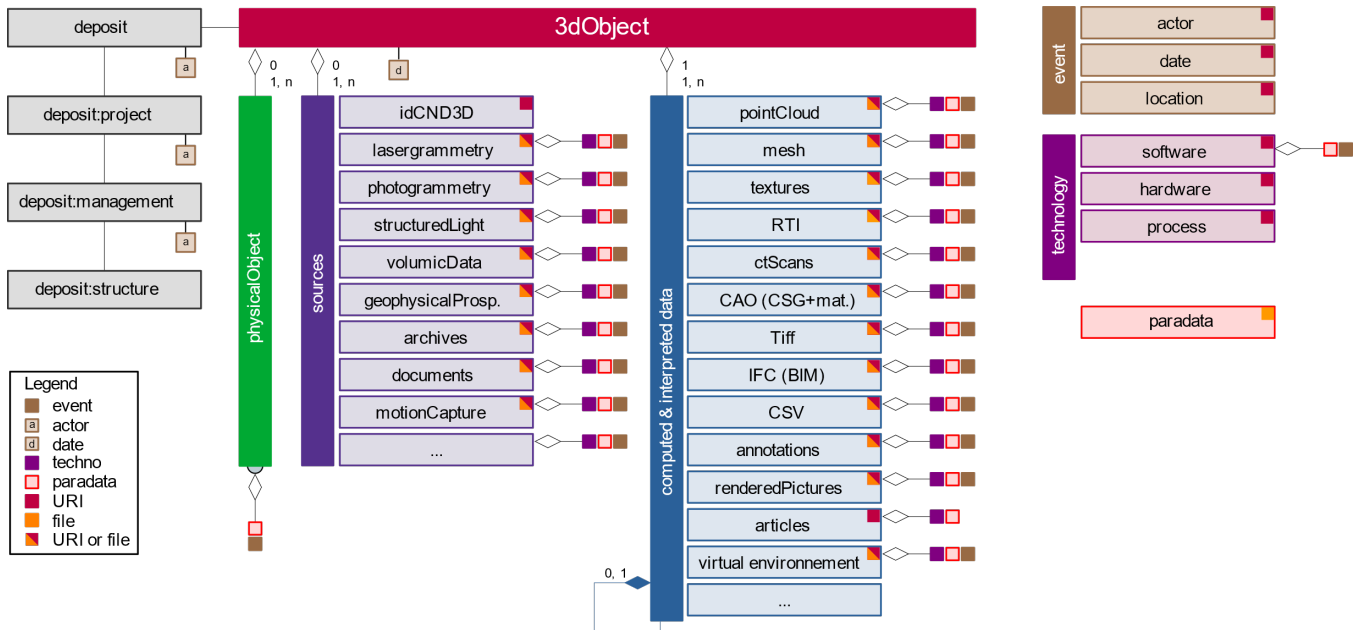 deposit
a
deposit:project
a
deposit:management
a
deposit:structure
3dObject
0
1, n
0
1, n
d
1
1, n
physicalObject
sources
idCND3D
lasergrammetry
photogrammetry
structuredLight
volumicData
geophysicalProsp.
archives
documents
motionCapture
...
computed & interpreted data
pointCloud
mesh
textures
RTI
ctScans
CAO (CSG+mat.)
Tiff
IFC (BIM)
CSV
annotations
renderedPictures
articles
virtual environnement
...
0, 1
event
actor
date
location
technology
software
hardware
process
paradata
Legend
event
a actor
d date
techno
paradata
URI
file
URI or file